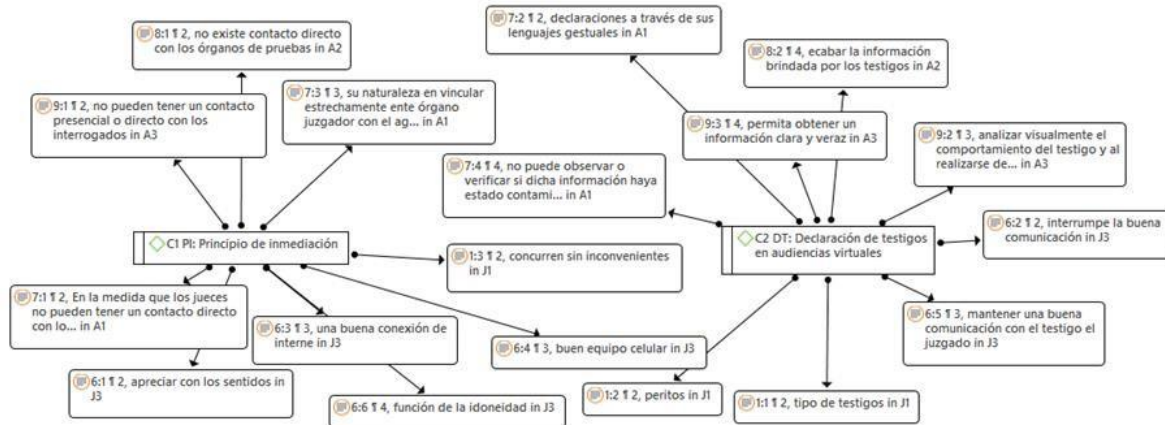 8:1 ¶ 2, no existe contacto directo
con los órganos de pruebas in A2
7:2 ¶ 2, declaraciones a través de sus
lenguajes gestuales in A1
8:2 ¶ 4, ecabar la información
brindada por los testigos in A2
9:1 ¶ 2, no pueden tener un contacto
presencial o directo con los
interrogados in A3
7:3 ¶ 3, su naturaleza en vincular
estrechamente ente órgano
juzgador con el ag... in A1
9:3 ¶ 4, permita obtener un
información clara y veraz in A3
9:2 ¶ 3, analizar visualmente el
comportamiento del testigo y al
realizarse de... in A3
7:4 ¶ 4, no puede observar o
verificar si dicha información haya
estado contami... in A1
6:2 ¶ 2, interrumpe la buena
comunicación in J3
C1 PI: Principio de inmediación
C2 DT: Declaración de testigos
en audiencias virtuales
1:3 ¶ 2, concurren sin inconvenientes
in J1
7:1 ¶ 2, En la medida que los jueces
no pueden tener un contacto directo
con lo... in A1
6:3 ¶ 3, una buena conexión de
interne in J3
6:4 ¶ 3, buen equipo celular in J3
6:5 ¶ 3, mantener una buena
comunicación con el testigo el
juzgado in J3
6:1 ¶ 2, apreciar con los sentidos in
J3
6:6 ¶ 4, función de la idoneidad in J3
1:2 ¶ 2, peritos in J1
1:1 ¶ 2, tipo de testigos in J1